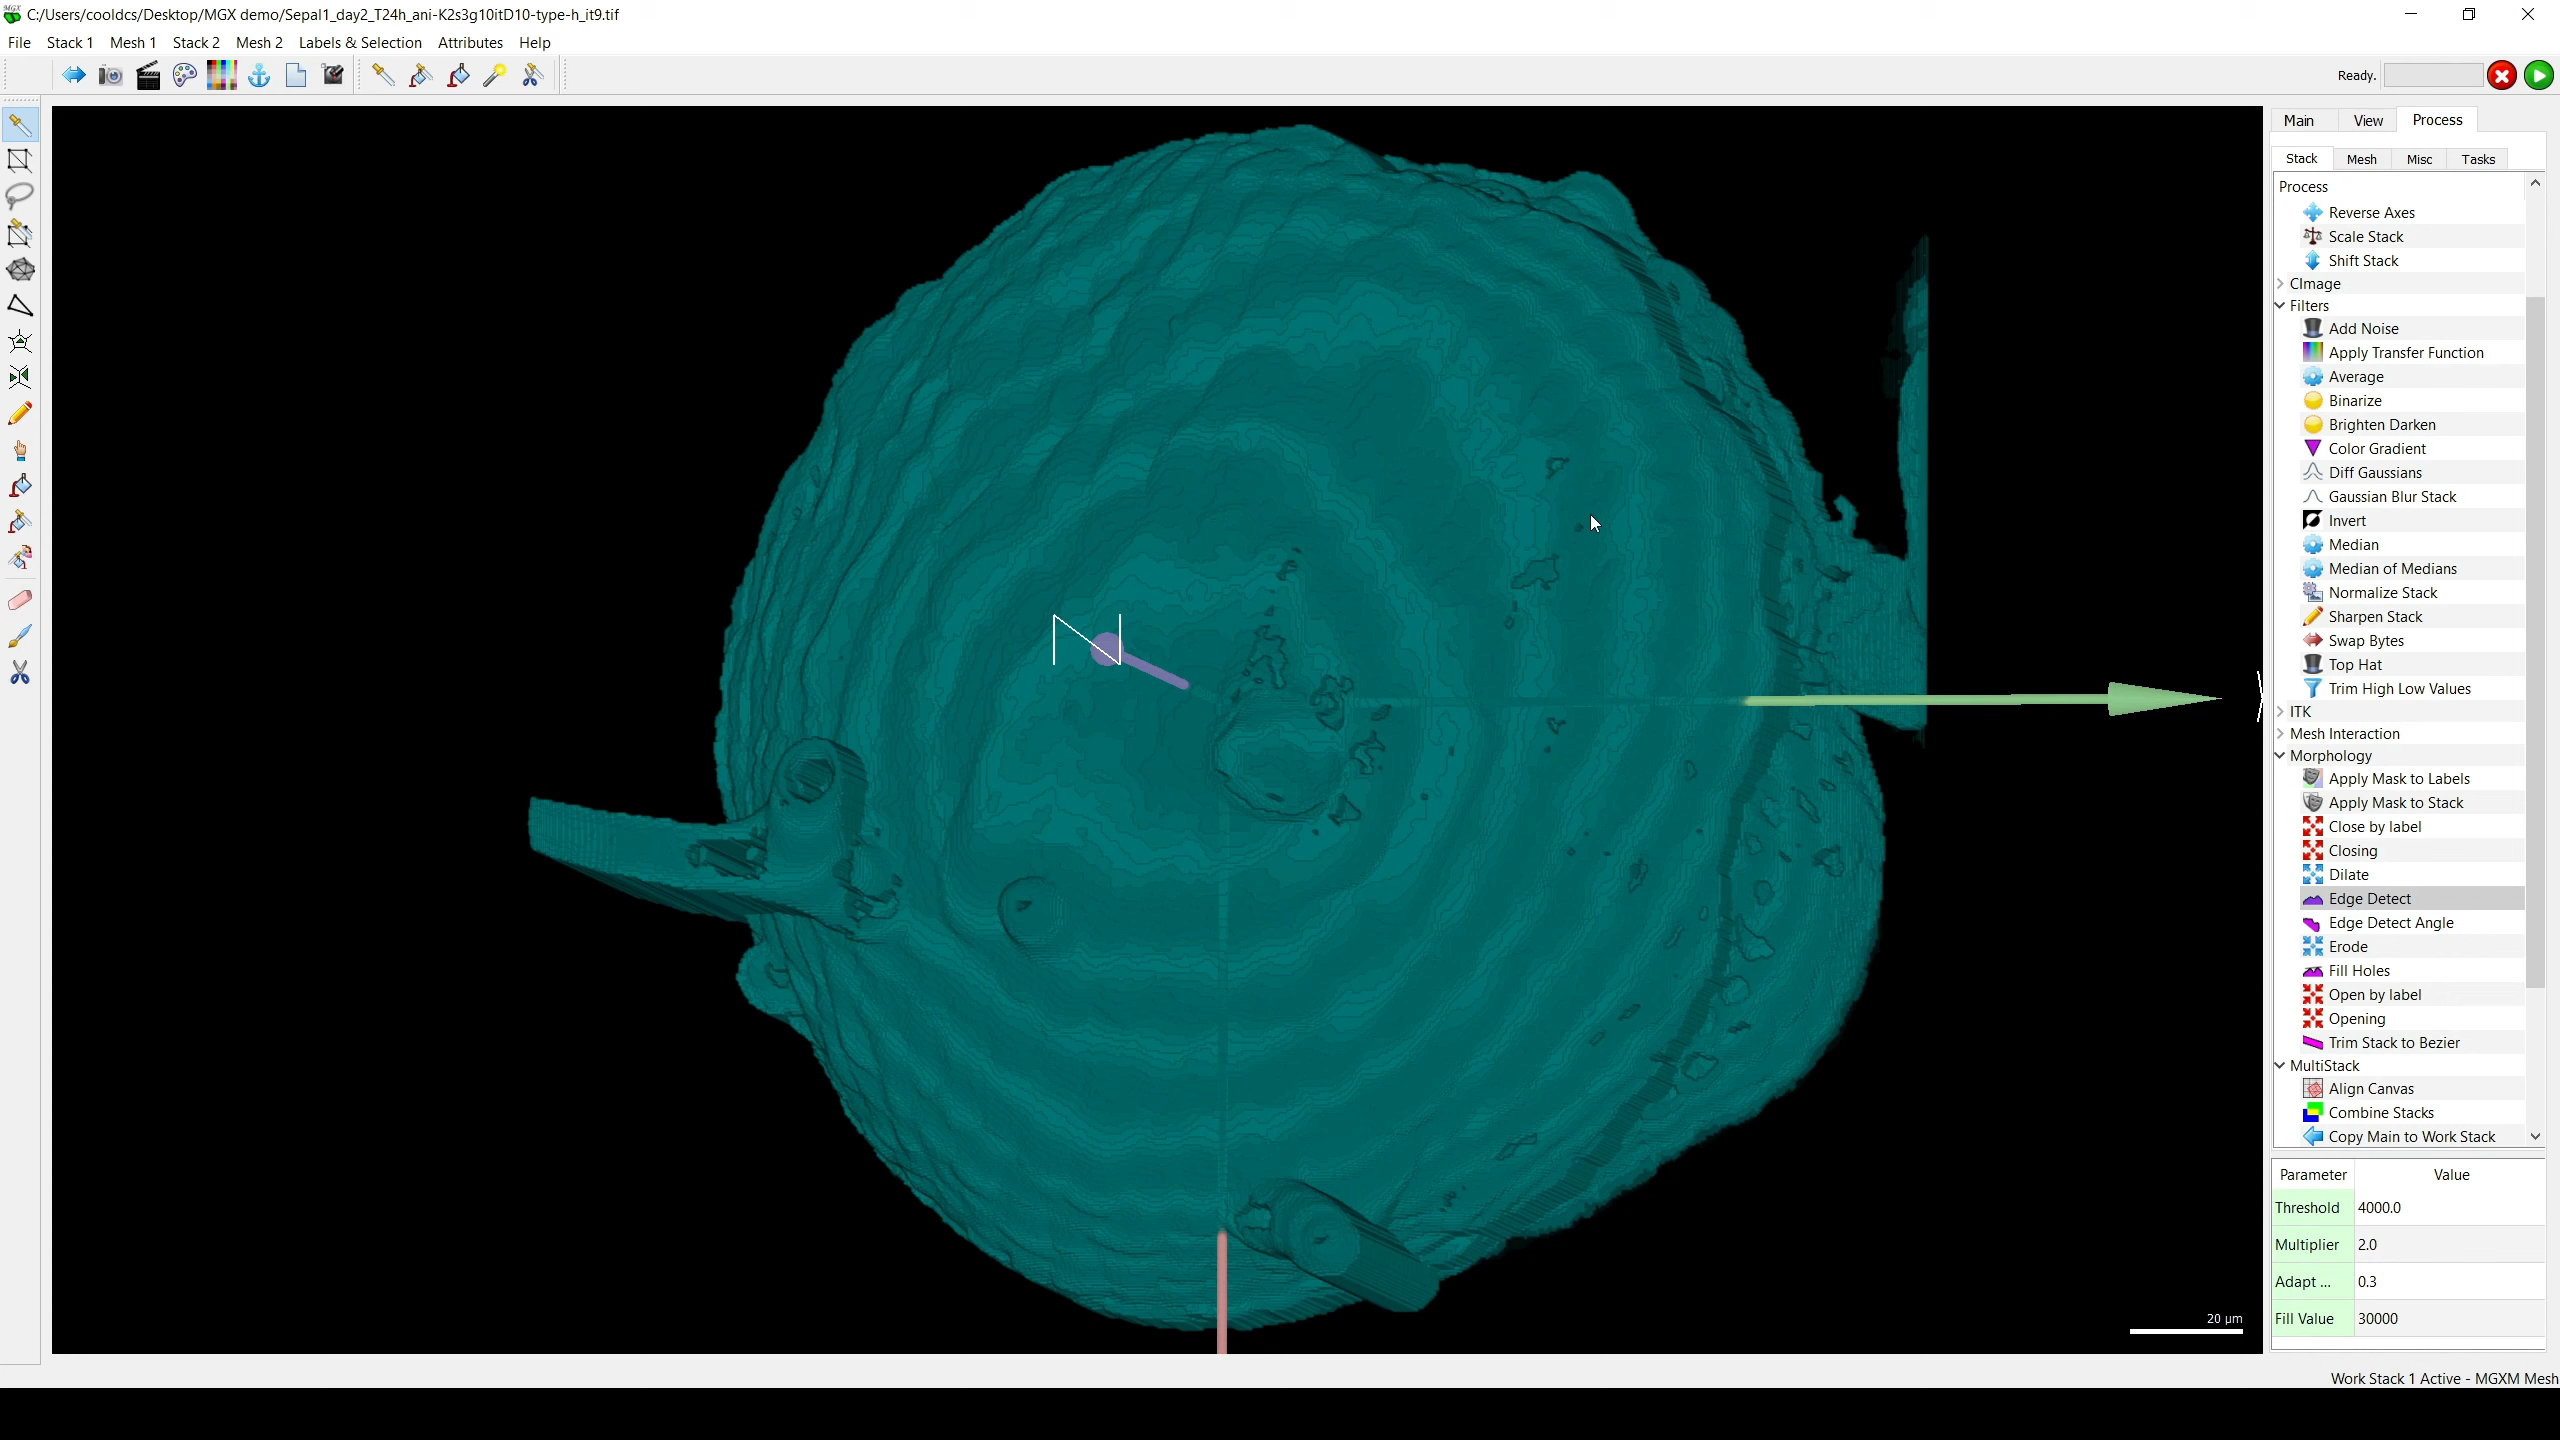 MGX
C:/Users/cooldcs/Desktop/MGX demo/Sepal1_day2_T24h_ani-K2s3g10itD10-type-h_it9.tif
File Stack 1 Mesh 1 Stack 2 Mesh 2 Labels & Selection Attributes Help
Ready.
Main View Process
Stack Mesh Misc Tasks
Process
Reverse Axes
Scale Stack
Shift Stack
CImage
Filters
Add Noise
Apply Transfer Function
Average
Binarize
Brighten Darken
Color Gradient
Diff Gaussians
Gaussian Blur Stack
Invert
Median
Median of Medians
Normalize Stack
Sharpen Stack
Swap Bytes
Top Hat
Trim High Low Values
ITK
Mesh Interaction
Morphology
Apply Mask to Labels
Apply Mask to Stack
Close by label
Closing
Dilate
Edge Detect
Edge Detect Angle
Erode
Fill Holes
Open by label
Opening
Trim Stack to Bezier
MultiStack
Align Canvas
Combine Stacks
Copy Main to Work Stack
Parameter Value
Threshold 4000.0
Multiplier 2.0
Adapt ... 0.3
Fill Value 30000
20 µm
Work Stack 1 Active - MGXM Mesh